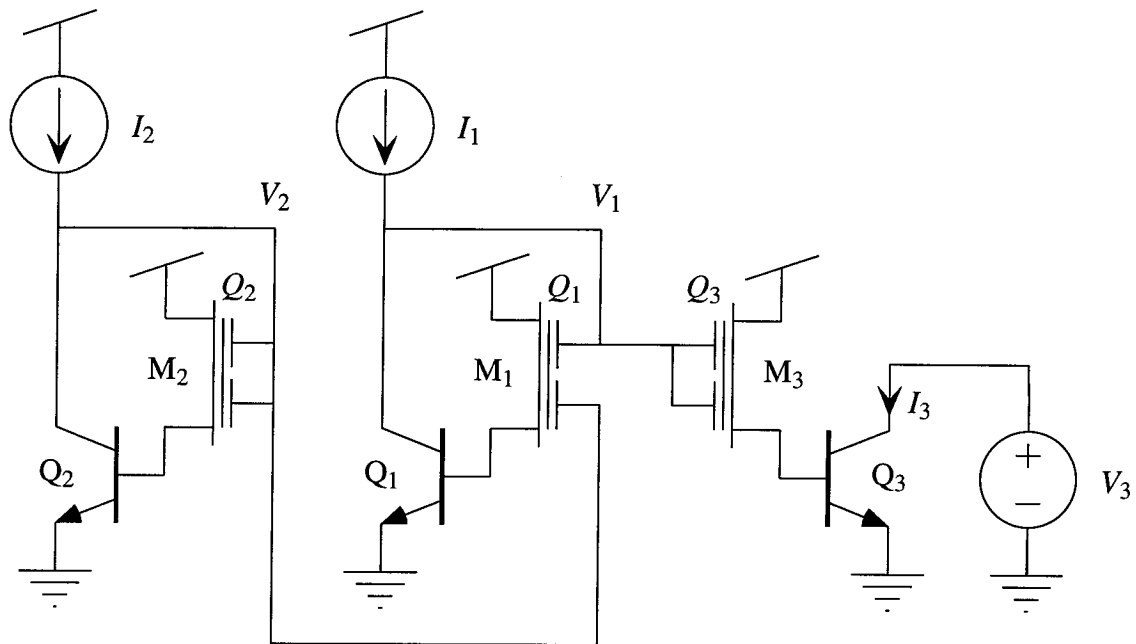 I₂
I₁
V₂
V₁
Q₂
Q₁
Q₃
M₂
M₁
M₃
I₃
Q₂
Q₁
Q₃
+
−
V₃